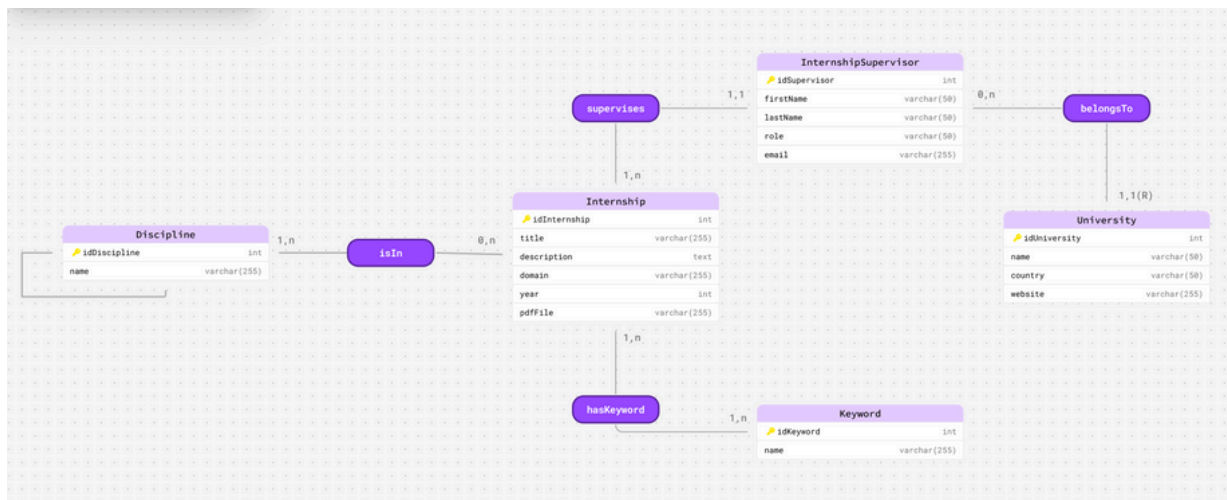 InternshipSupervisor
idSupervisor int
firstName varchar(50)
lastName varchar(50)
role varchar(50)
email varchar(255)
supervises
1,1
0,n
belongsTo
1,n
1,1(R)
Internship
idInternship int
title varchar(255)
description text
domain varchar(255)
year int
pdfFile varchar(255)
University
idUniversity int
name varchar(50)
country varchar(50)
website varchar(255)
Discipline
idDiscipline int
name varchar(255)
1,n
isIn
0,n
1,n
hasKeyword
1,n
Keyword
idKeyword int
name varchar(255)